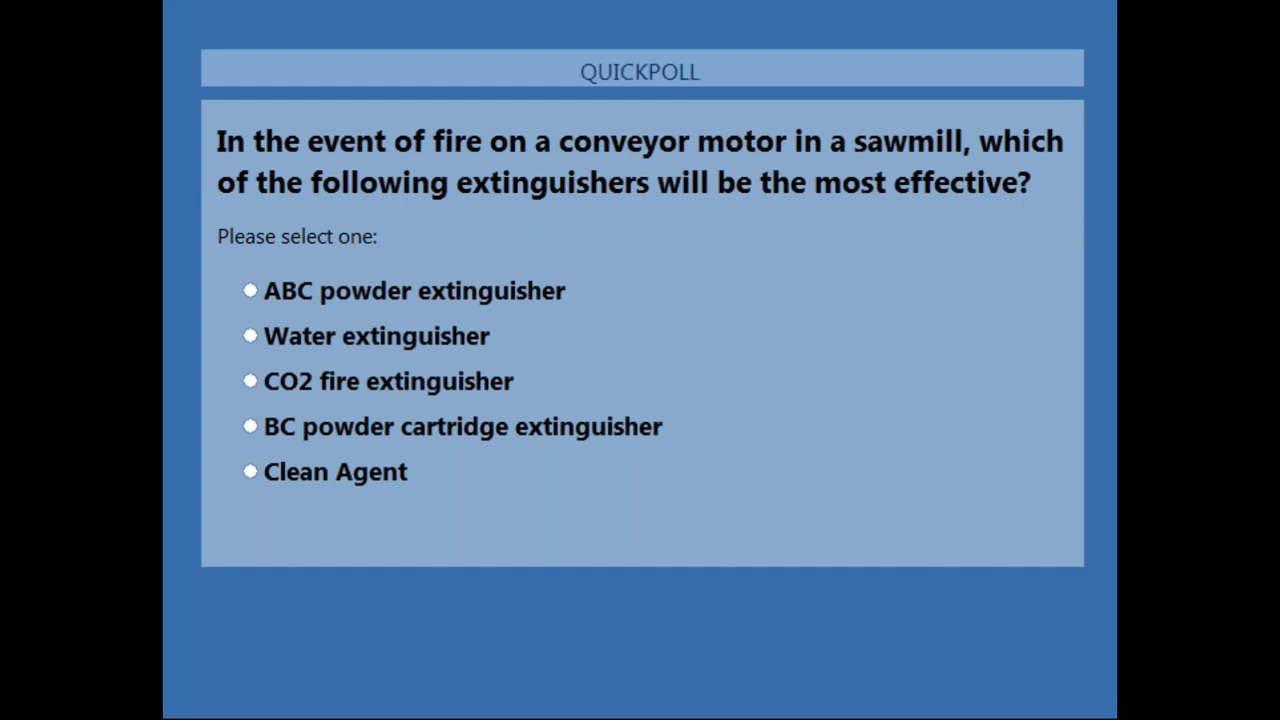 QUICKPOLL
In the event of fire on a conveyor motor in a sawmill, which
of the following extinguishers will be the most effective?
Please select one:
ABC powder extinguisher
Water extinguisher
CO2 fire extinguisher
BC powder cartridge extinguisher
Clean Agent